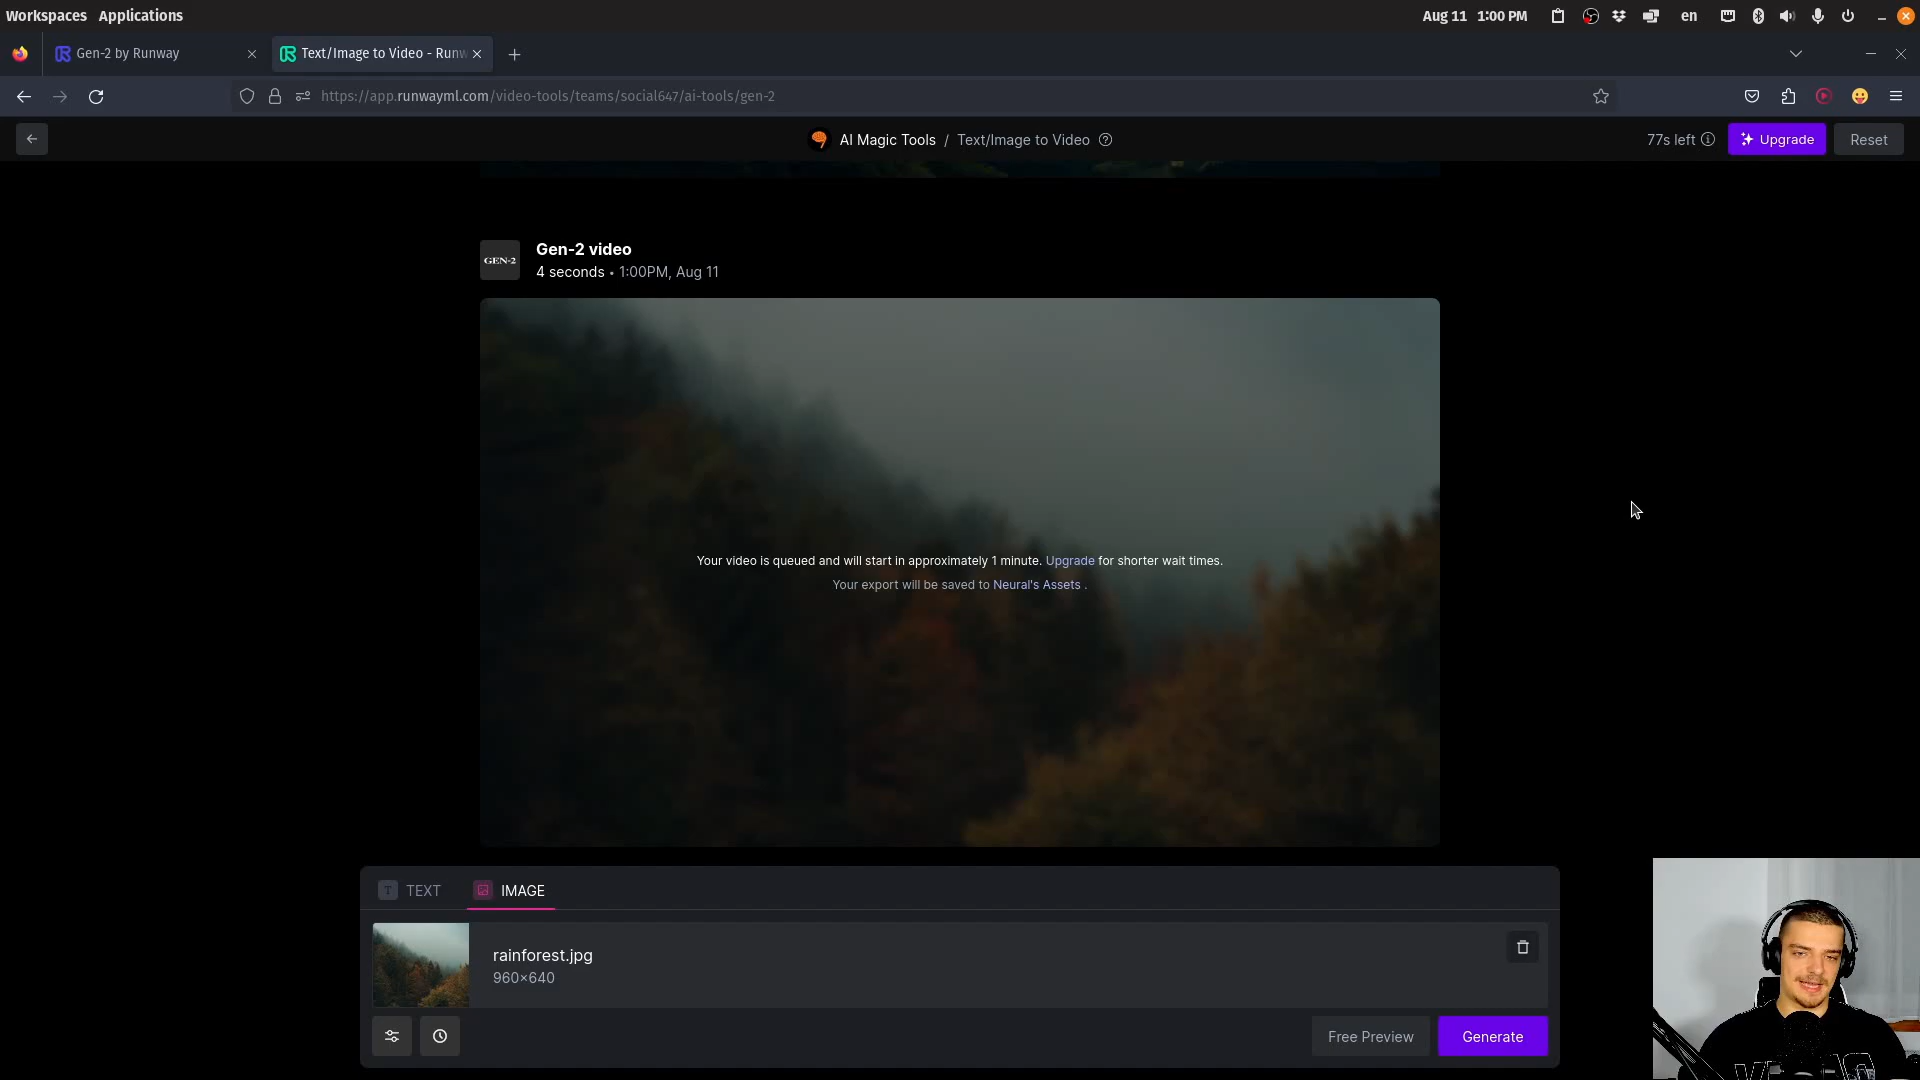 Workspaces Applications
Aug 11 1:00 PM
en
Gen-2 by Runway
Text/Image to Video - Runw
https://app.runwayml.com/video-tools/teams/social647/ai-tools/gen-2
AI Magic Tools / Text/Image to Video
77s left
Upgrade
Reset
GEN-2
Gen-2 video
4 seconds • 1:00PM, Aug 11
Your video is queued and will start in approximately 1 minute. Upgrade for shorter wait times.
Your export will be saved to Neural's Assets .
T TEXT
IMAGE
rainforest.jpg
960×640
Free Preview
Generate